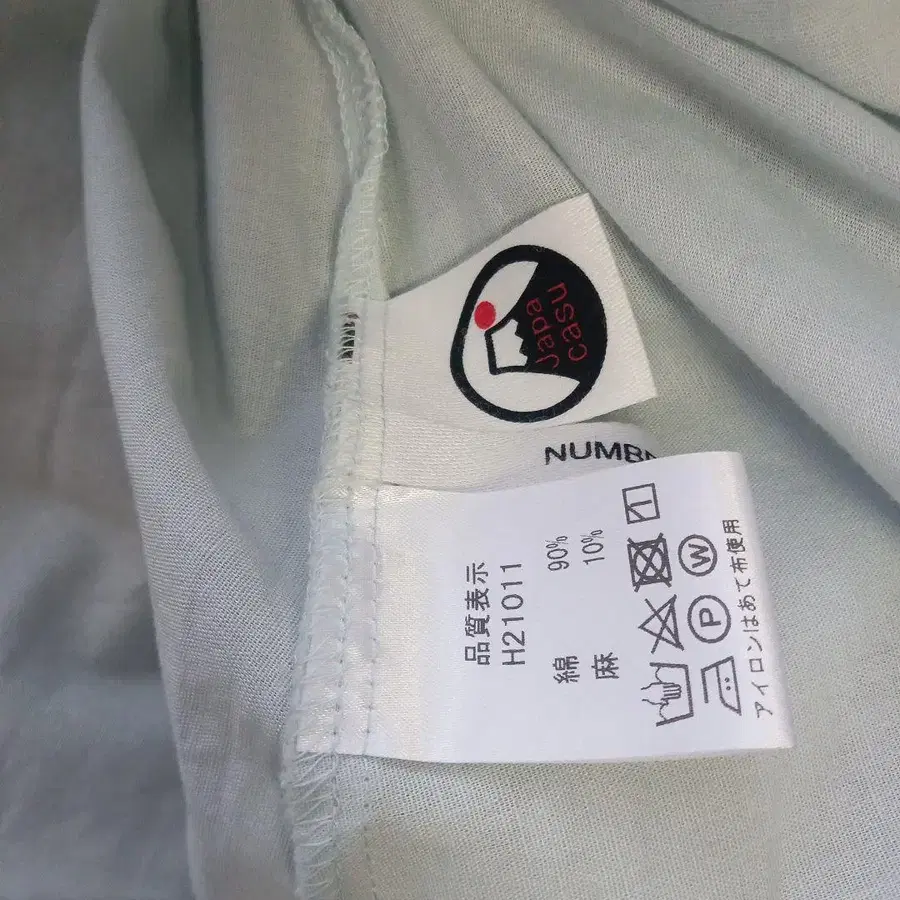 Japa
casu
NUMBE
品質表示
H21011
綿 90%
麻 10%
P W
アイロンはあて布使用